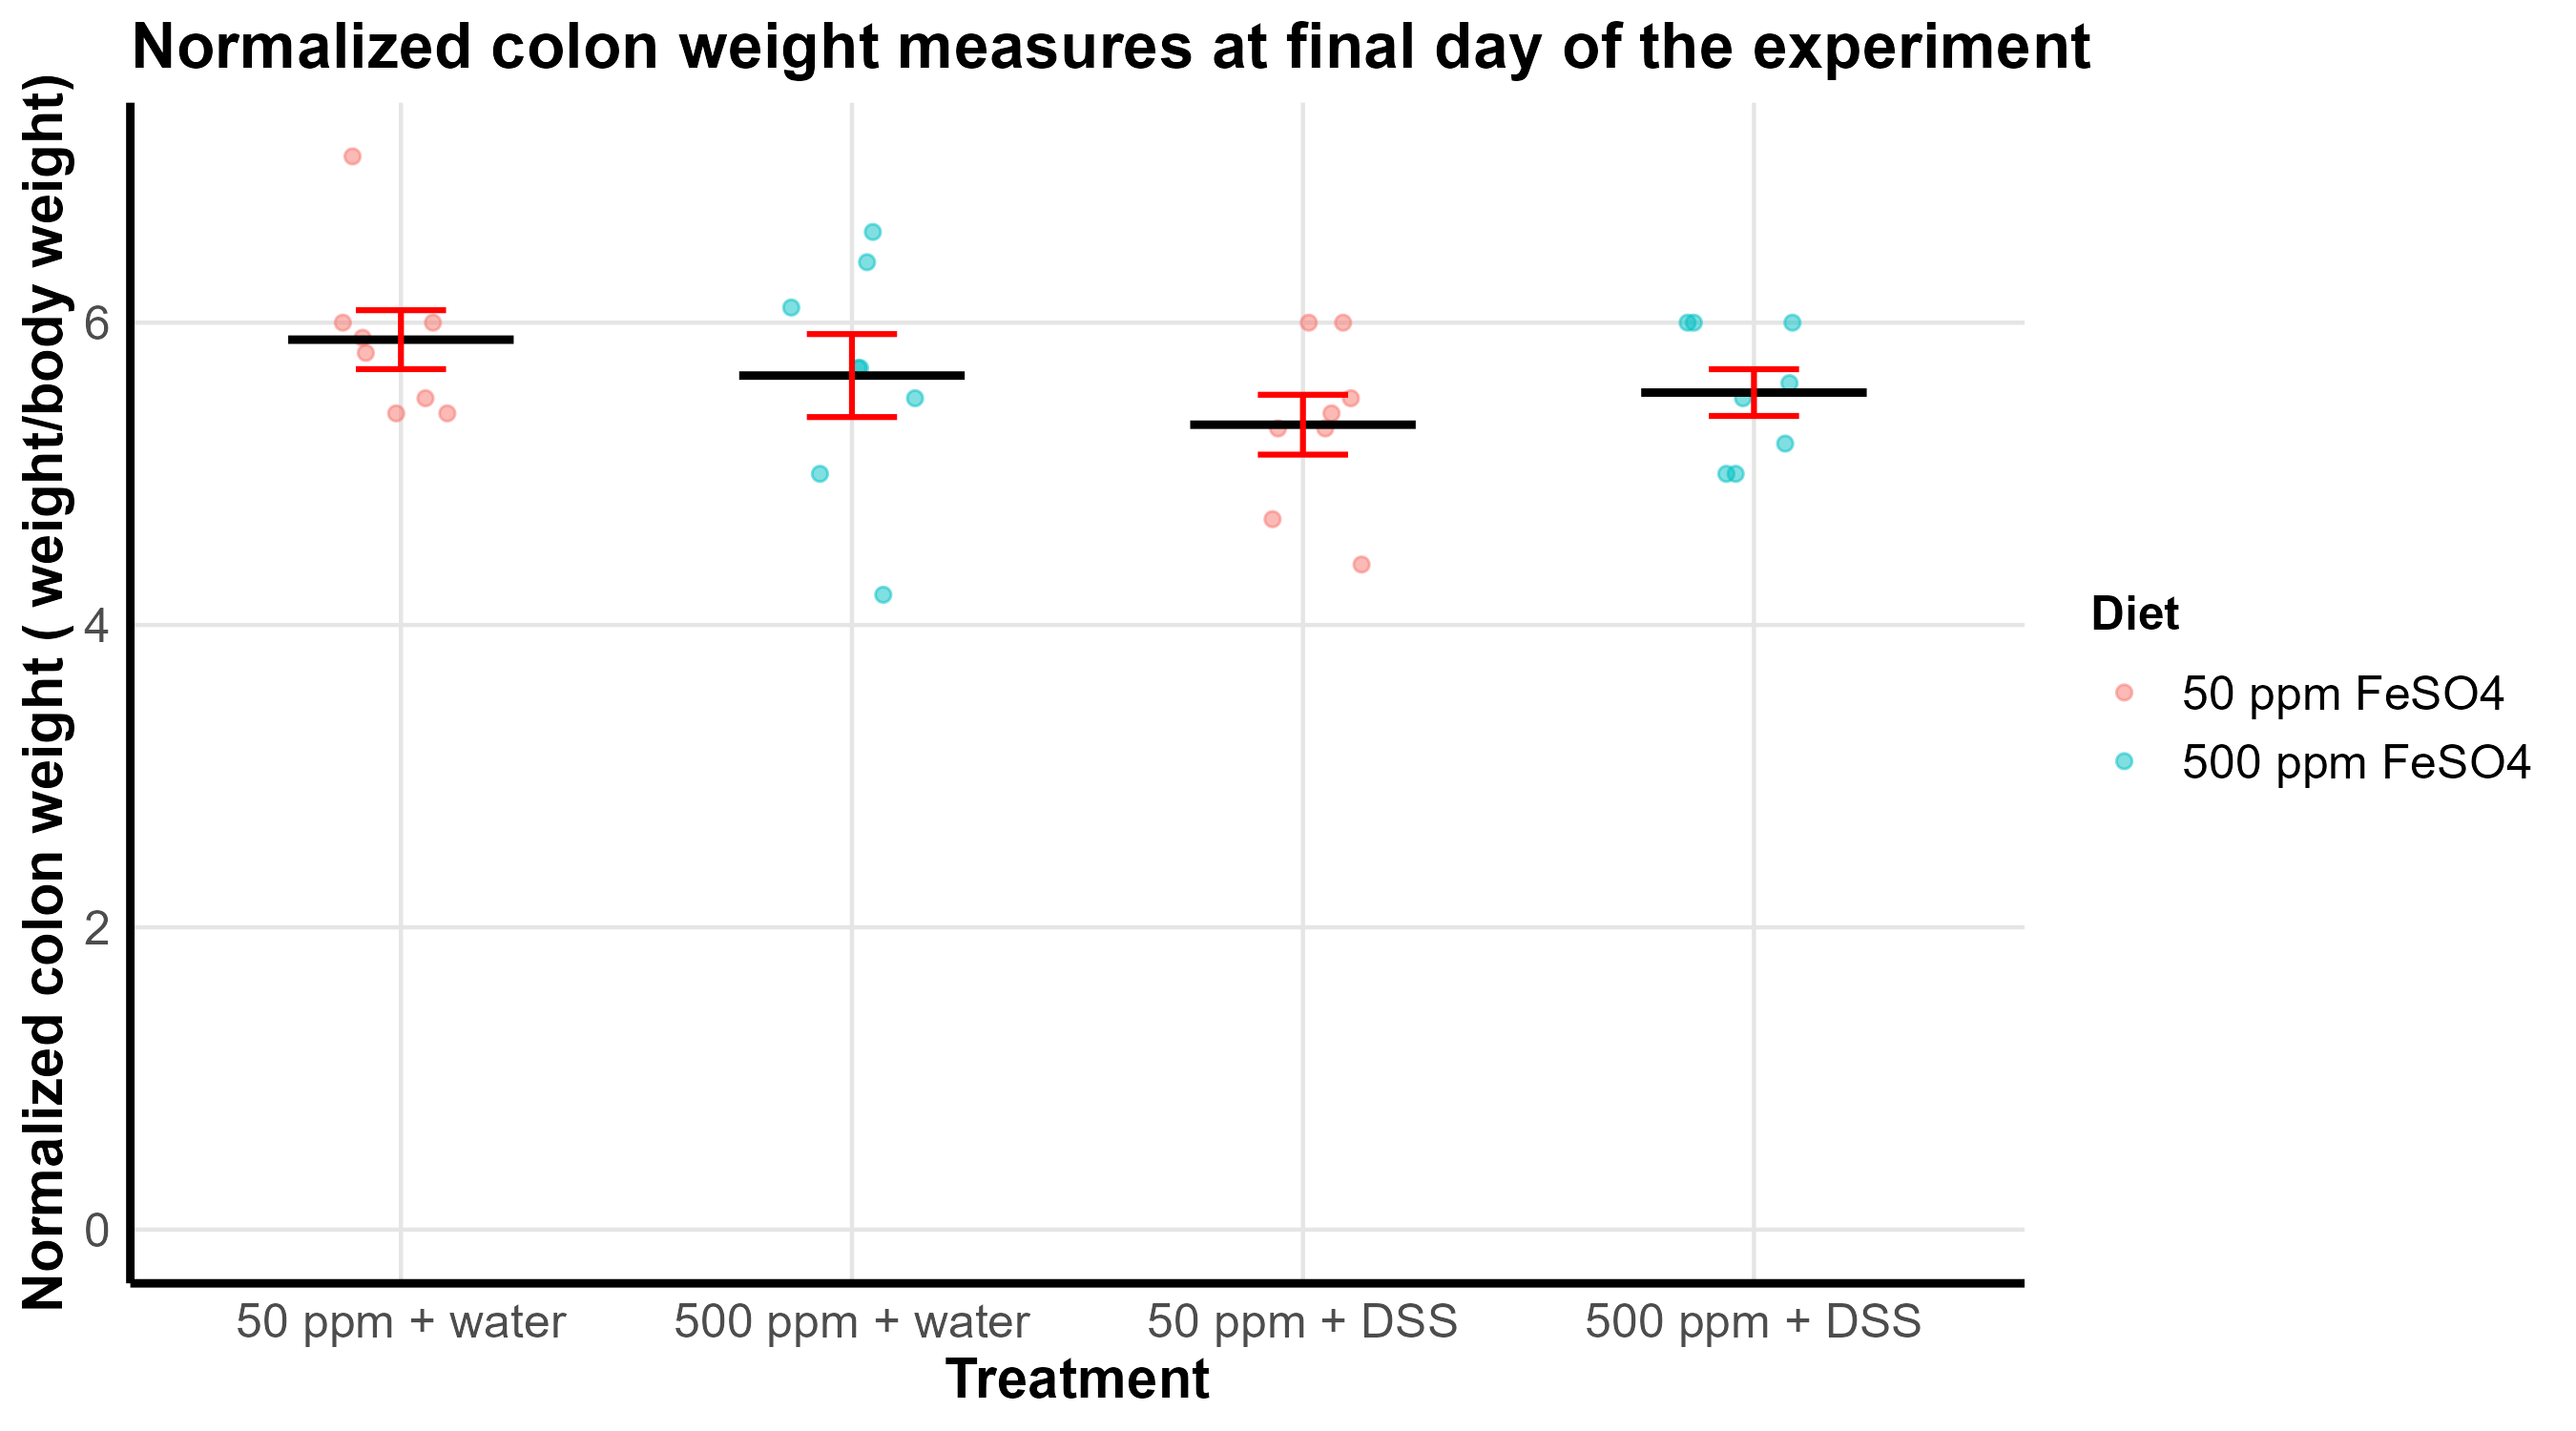 Normalized colon weight measures at final day of the experiment
Normalized colon weight ( weight/body weight)
6
4
2
0
50 ppm + water
500 ppm + water
50 ppm + DSS
500 ppm + DSS
Treatment
Diet
50 ppm FeSO4
500 ppm FeSO4